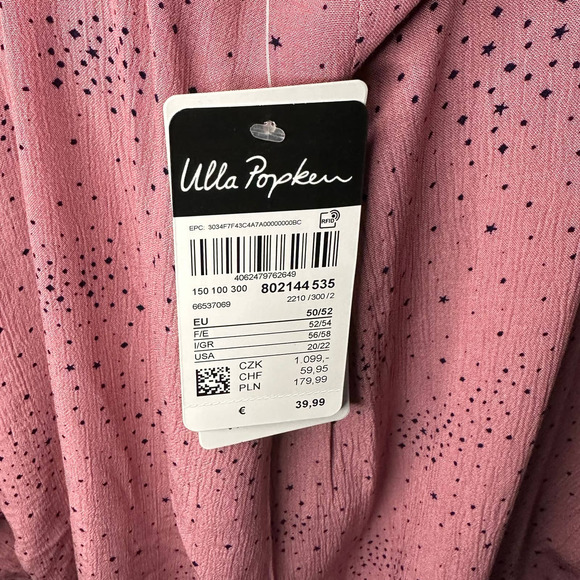 Ulla Popken
EPC: 3034F7F43C4A7A00000000BC
RFID
4062479762649
150 100 300 802144 535
66537069 2210 /300 /2
EU 50/52
F/E 52/54
I/GR 56/58
USA 20/22
CZK 1.099,-
CHF 59,95
PLN 179,99
€ 39,99